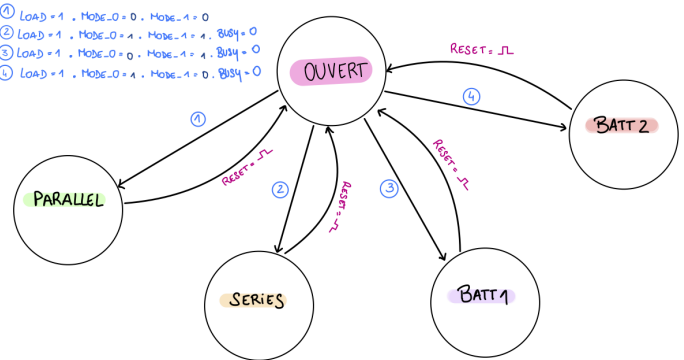 ① LOAD = 1 . MODE_0 = 0 . MODE_1 = 0
② LOAD = 1 . MODE_0 = 1 . MODE_1 = 1 . BUSY = 0
③ LOAD = 1 . MODE_0 = 0 . MODE_1 = 1 . BUSY = 0
④ LOAD = 1 . MODE_0 = 1 . MODE_1 = 0 . BUSY = 0
OUVERT
RESET =
④
BATT 2
①
RESET =
RESET =
RESET =
②
③
PARALLEL
SERIES
BATT 1